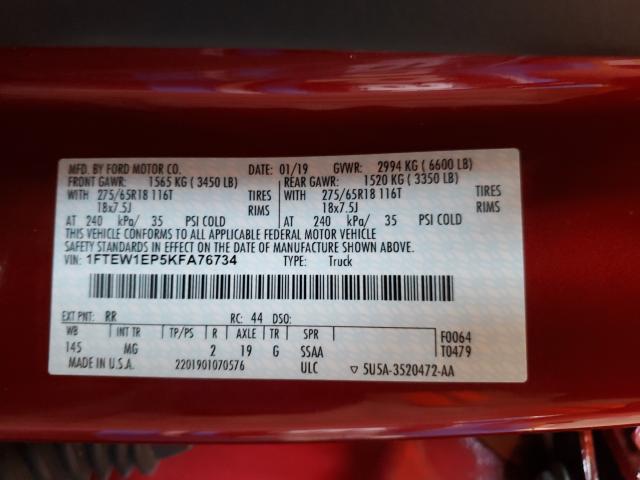 MFD. BY FORD MOTOR CO. DATE: 01/19 GVWR: 2994 KG ( 6600 LB)
FRONT GAWR: 1565 KG ( 3450 LB) REAR GAWR: 1520 KG ( 3350 LB)
WITH 275/65R18 116T TIRES WITH 275/65R18 116T TIRES
18x7.5J RIMS 18x7.5J RIMS
AT 240 kPa/ 35 PSI COLD AT 240 kPa/ 35 PSI COLD
THIS VEHICLE CONFORMS TO ALL APPLICABLE FEDERAL MOTOR VEHICLE
SAFETY STANDARDS IN EFFECT ON THE DATE OF MANUFACTURE SHOWN ABOVE.
VIN: 1FTEW1EP5KFA76734 TYPE: Truck
EXT PNT: RR RC: 44 DSO:
WB INT TR TP/PS R AXLE TR SPR F0064
145 MG 2 19 G SSAA T0479
MADE IN U.S.A. 2201901070576 ULC ▽ 5U5A-3520472-AA